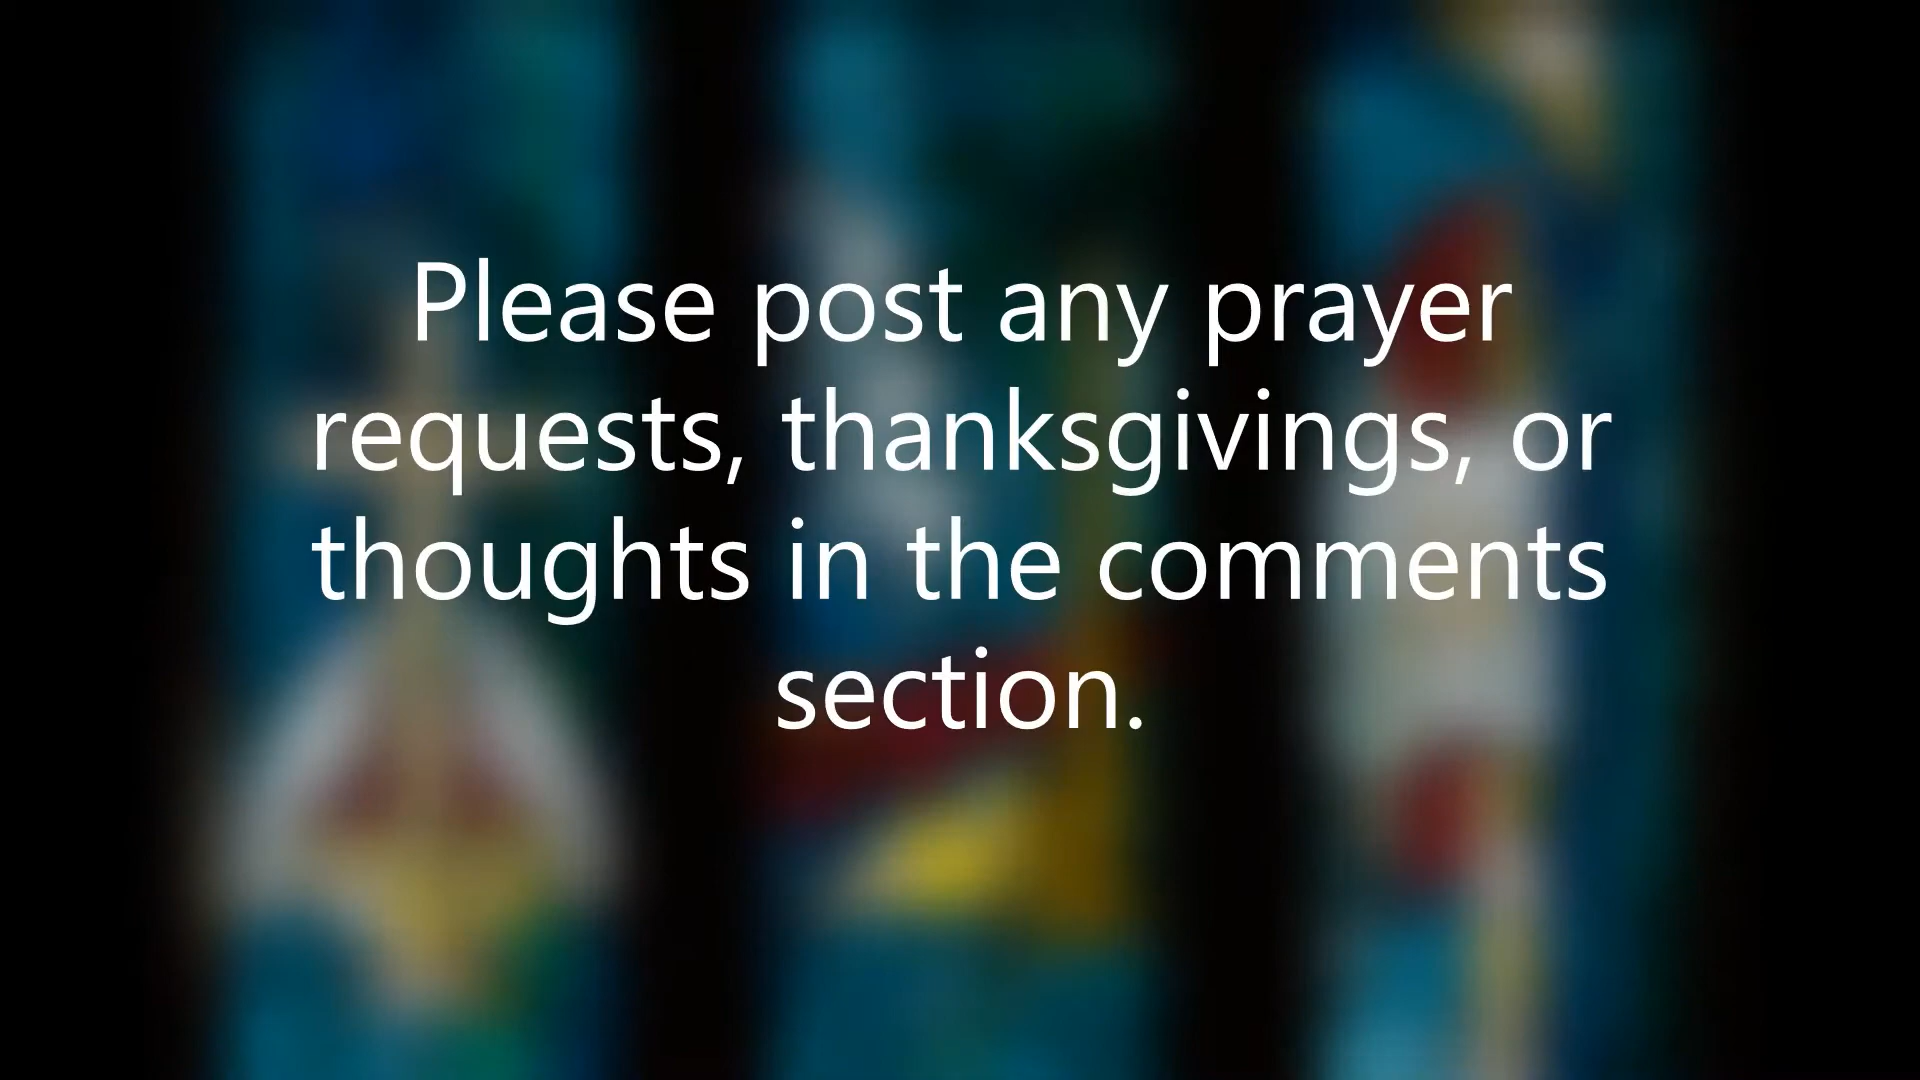 Please post any prayer
requests, thanksgivings, or
thoughts in the comments
section.